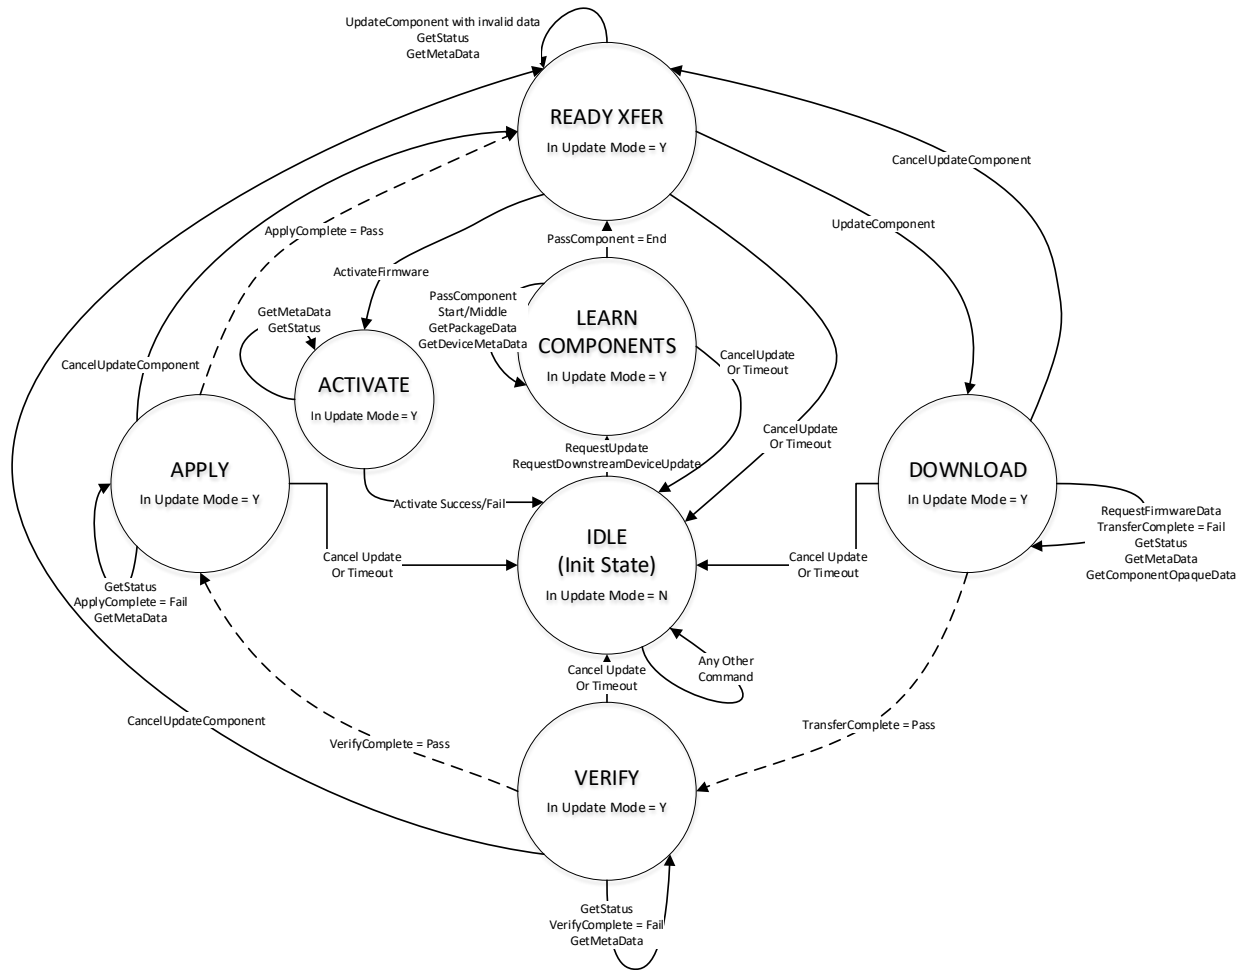 UpdateComponent with invalid data
GetStatus
GetMetaData
READY XFER
In Update Mode = Y
CancelUpdateComponent
UpdateComponent
ApplyComplete = Pass
PassComponent = End
ActivateFirmware
PassComponent
Start/Middle
GetPackageData
GetDeviceMetaData
LEARN
COMPONENTS
In Update Mode = Y
GetMetaData
GetStatus
CancelUpdate
Or Timeout
CancelUpdateComponent
ACTIVATE
In Update Mode = Y
CancelUpdate
Or Timeout
RequestUpdate
RequestDownstreamDeviceUpdate
APPLY
In Update Mode = Y
DOWNLOAD
In Update Mode = Y
Activate Success/Fail
RequestFirmwareData
TransferComplete = Fail
GetStatus
GetMetaData
GetComponentOpaqueData
IDLE
(Init State)
In Update Mode = N
Cancel Update
Or Timeout
Cancel Update
Or Timeout
GetStatus
ApplyComplete = Fail
GetMetaData
Cancel Update
Or Timeout
Any Other
Command
CancelUpdateComponent
TransferComplete = Pass
VerifyComplete = Pass
VERIFY
In Update Mode = Y
GetStatus
VerifyComplete = Fail
GetMetaData